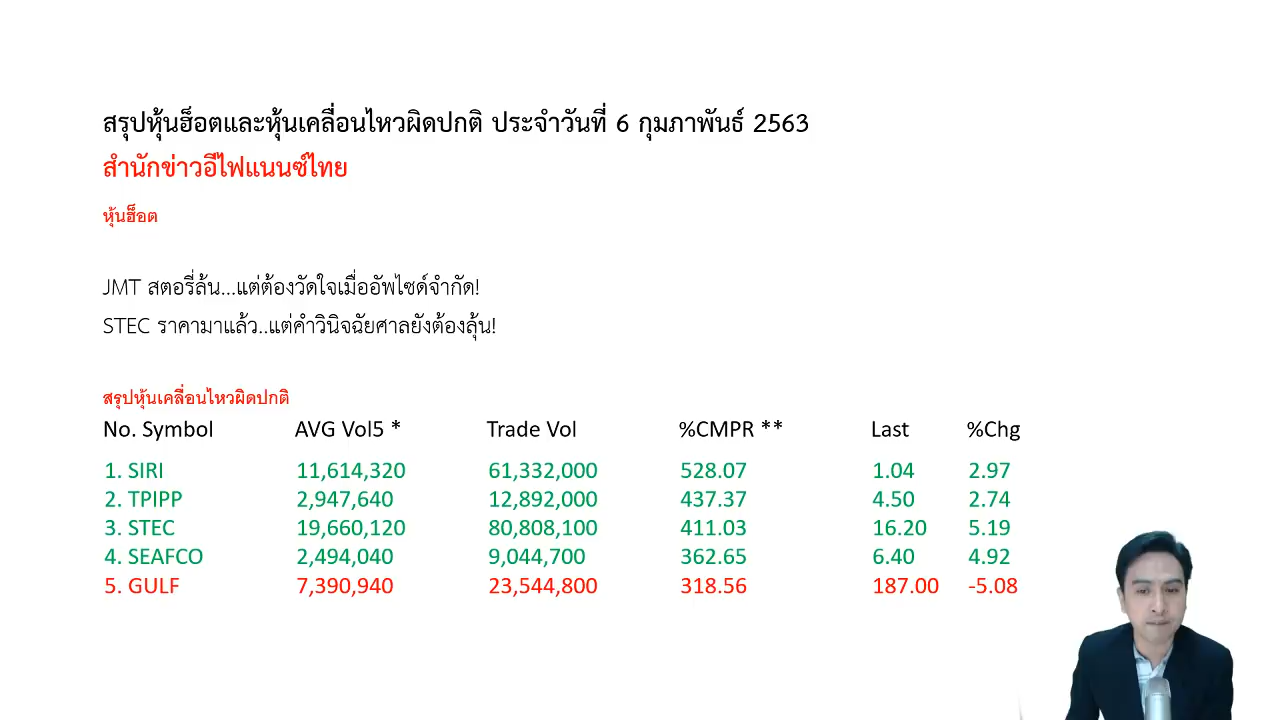 สรุปหุ้นฮ็อตและหุ้นเคลื่อนไหวผิดปกติ ประจำวันที่ 6 กุมภาพันธ์ 2563
สำนักข่าวอีไฟแนนซ์ไทย
หุ้นฮ็อต
JMT สตอรี่ล้น...แต่ต้องวัดใจเมื่ออัพไซด์จำกัด!
STEC ราคามาแล้ว..แต่คำวินิจฉัยศาลยังต้องลุ้น!
สรุปหุ้นเคลื่อนไหวผิดปกติ
No. Symbol AVG Vol5 * Trade Vol %CMPR ** Last %Chg
1. SIRI 11,614,320 61,332,000 528.07 1.04 2.97
2. TPIPP 2,947,640 12,892,000 437.37 4.50 2.74
3. STEC 19,660,120 80,808,100 411.03 16.20 5.19
4. SEAFCO 2,494,040 9,044,700 362.65 6.40 4.92
5. GULF 7,390,940 23,544,800 318.56 187.00 -5.08